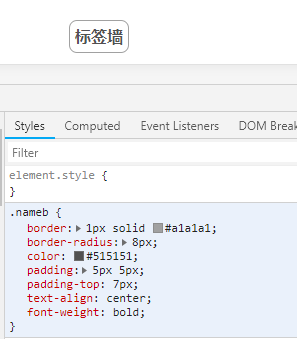 标签墙
Styles Computed Event Listeners DOM Break
Filter
element.style {
}
.nameb {
border: 1px solid #a1a1a1;
border-radius: 8px;
color: #515151;
padding: 5px 5px;
padding-top: 7px;
text-align: center;
font-weight: bold;
}